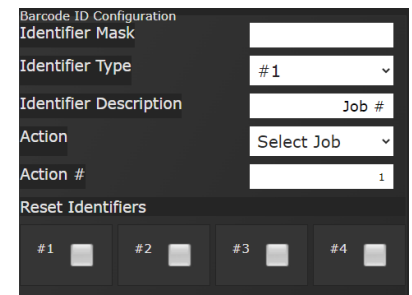 Barcode ID Configuration
Identifier Mask
Identifier Type #1
Identifier Description Job #
Action Select Job
Action # 1
Reset Identifiers
#1 #2 #3 #4